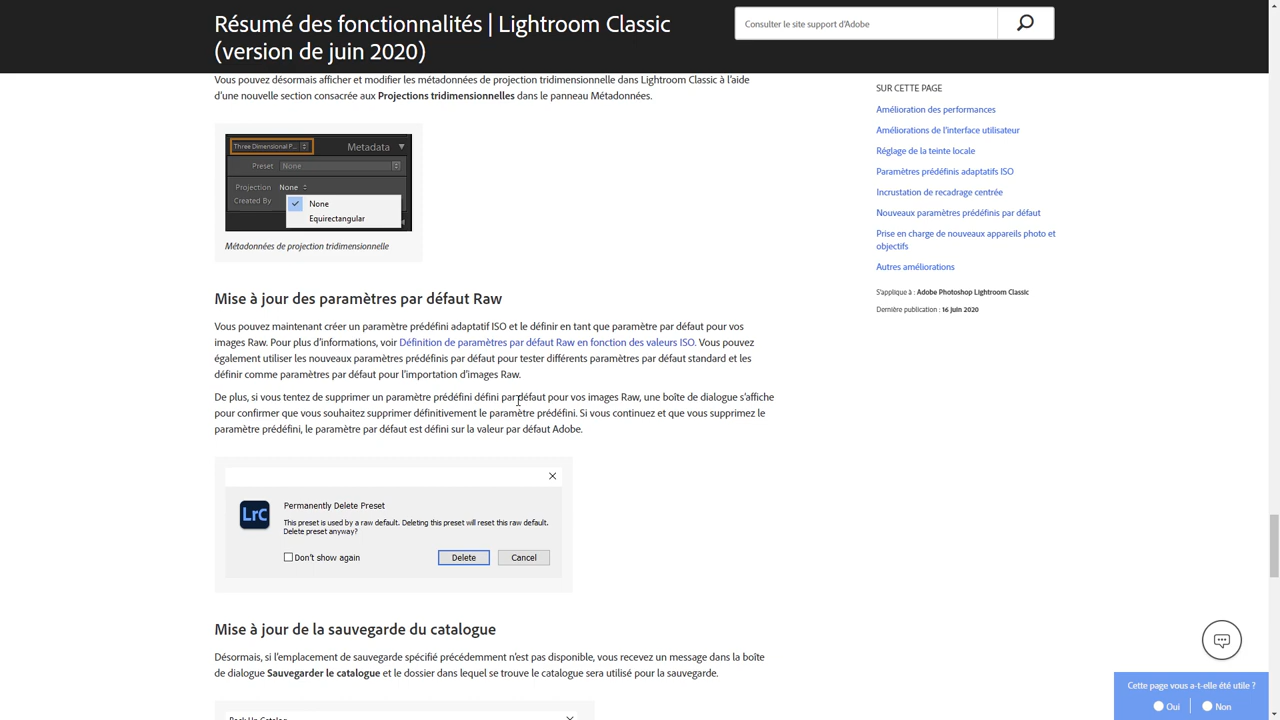 Résumé des fonctionnalités | Lightroom Classic
(version de juin 2020)
Consulter le site support d'Adobe
Vous pouvez désormais afficher et modifier les métadonnées de projection tridimensionnelle dans Lightroom Classic à l'aide
d'une nouvelle section consacrée aux Projections tridimensionnelles dans le panneau Métadonnées.
Three Dimensional P...
Metadata
Preset None
Projection None
Created By
None
Equirectangular
Métadonnées de projection tridimensionnelle
Mise à jour des paramètres par défaut Raw
Vous pouvez maintenant créer un paramètre prédéfini adaptatif ISO et le définir en tant que paramètre par défaut pour vos
images Raw. Pour plus d'informations, voir Définition de paramètres par défaut Raw en fonction des valeurs ISO. Vous pouvez
également utiliser les nouveaux paramètres prédéfinis par défaut pour tester différents paramètres par défaut standard et les
définir comme paramètres par défaut pour l'importation d'images Raw.
De plus, si vous tentez de supprimer un paramètre prédéfini défini par défaut pour vos images Raw, une boîte de dialogue s'affiche
pour confirmer que vous souhaitez supprimer définitivement le paramètre prédéfini. Si vous continuez et que vous supprimez le
paramètre prédéfini, le paramètre par défaut est défini sur la valeur par défaut Adobe.
LrC
Permanently Delete Preset
This preset is used by a raw default. Deleting this preset will reset this raw default.
Delete preset anyway?
Don't show again
Delete
Cancel
Mise à jour de la sauvegarde du catalogue
Désormais, si l'emplacement de sauvegarde spécifié précédemment n'est pas disponible, vous recevez un message dans la boîte
de dialogue Sauvegarder le catalogue et le dossier dans lequel se trouve le catalogue sera utilisé pour la sauvegarde.
Back Up Catalog
SUR CETTE PAGE
Amélioration des performances
Améliorations de l'interface utilisateur
Réglage de la teinte locale
Paramètres prédéfinis adaptatifs ISO
Incrustation de recadrage centrée
Nouveaux paramètres prédéfinis par défaut
Prise en charge de nouveaux appareils photo et
objectifs
Autres améliorations
S'applique à : Adobe Photoshop Lightroom Classic
Dernière publication : 16 juin 2020
Cette page vous a-t-elle été utile ?
Oui
Non